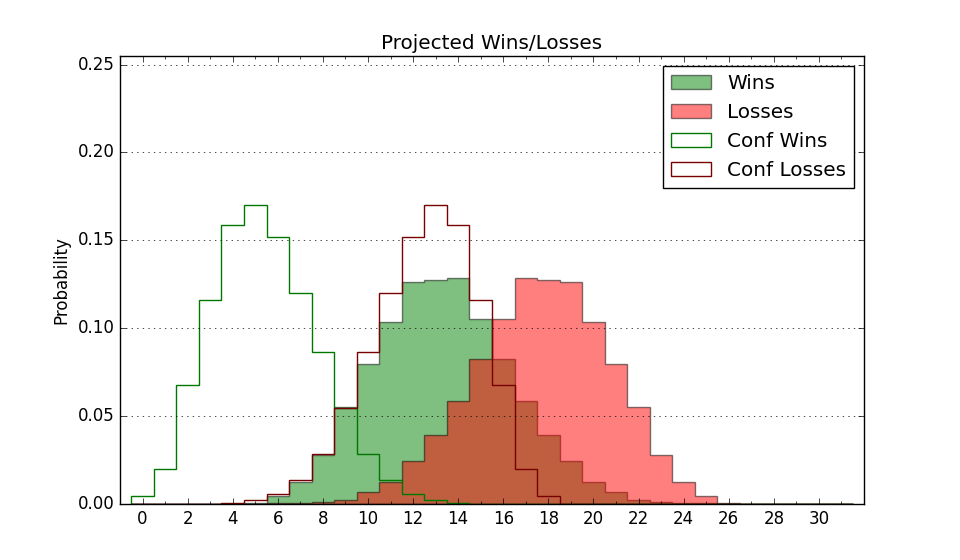 Projected Wins/Losses
0.25
0.20
0.15
0.10
0.05
0.00
Probability
Wins
Losses
Conf Wins
Conf Losses
0 2 4 6 8 10 12 14 16 18 20 22 24 26 28 30